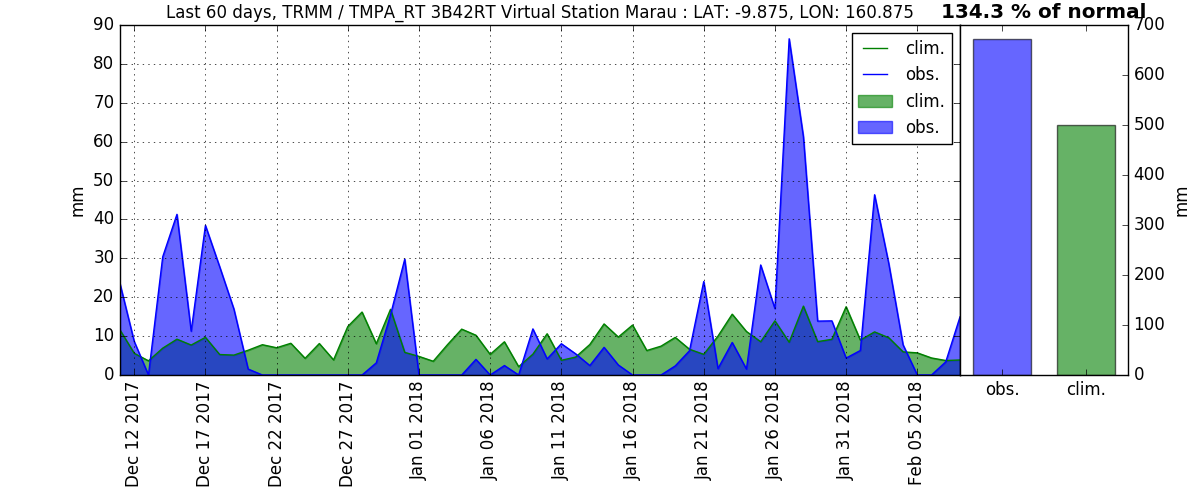 Last 60 days, TRMM / TMPA_RT 3B42RT Virtual Station Marau : LAT: -9.875, LON: 160.875
134.3 % of normal
90
80
70
60
50
40
30
20
10
0
mm
clim.
obs.
clim.
obs.
700
600
500
400
300
200
100
0
mm
Dec 12 2017
Dec 17 2017
Dec 22 2017
Dec 27 2017
Jan 01 2018
Jan 06 2018
Jan 11 2018
Jan 16 2018
Jan 21 2018
Jan 26 2018
Jan 31 2018
Feb 05 2018
obs.
clim.